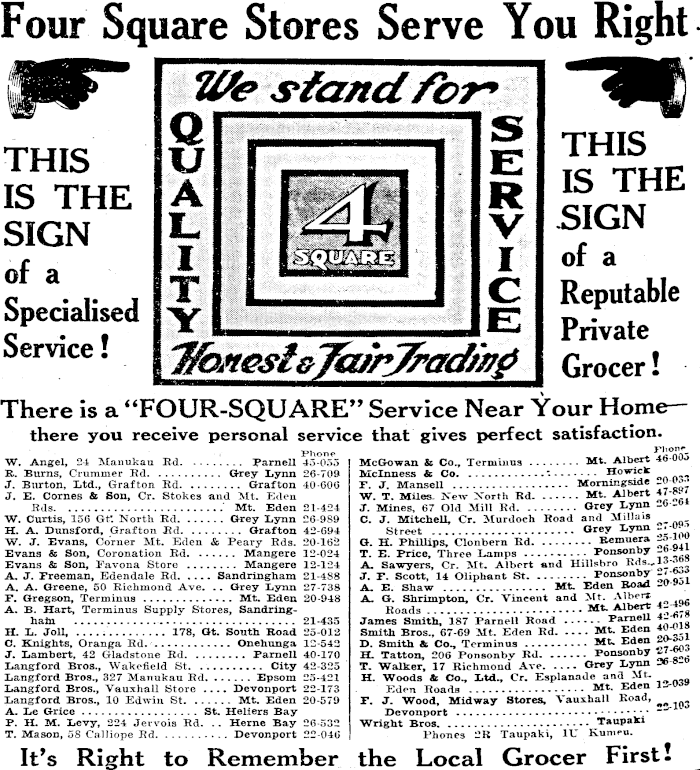 Four Square Stores Serve You Right
THIS
IS THE
SIGN
of a
Specialised
Service!
We stand for
QUALITY
SERVICE
4
SQUARE
Honest & Fair Trading
THIS
IS THE
SIGN
of a
Reputable
Private
Grocer!
There is a "FOUR-SQUARE" Service Near Your Home—
there you receive personal service that gives perfect satisfaction.
Phone
W. Angel, 24 Manukau Rd. ........ Parnell 45-055
R. Burns, Crummer Rd. ........ Grey Lynn 26-709
J. Burton, Ltd., Grafton Rd. ...... Grafton 40-606
J. E. Cornes & Son, Cr. Stokes and Mt. Eden
Rds. .................... Mt. Eden 21-424
W. Curtis, 156 Gt. North Rd. .... Grey Lynn 26-989
H. A. Dunsford, Grafton Rd. ...... Grafton 42-694
W. J. Evans, Corner Mt. Eden & Peary Rds. 20-162
Evans & Son, Coronation Rd. .... Mangere 12-024
Evans & Son, Favona Store ...... Mangere 12-124
A. J. Freeman, Edendale Rd. .... Sandringham 21-488
A. A. Greene, 50 Richmond Ave. .. Grey Lynn 27-738
F. Gregson, Terminus ........... Mt. Eden 20-948
A. B. Hart, Terminus Supply Stores, Sandring-
ham ........................ 21-435
H. L. Joll, ........... 178, Gt. South Road 25-012
C. Knights, Oranga Rd. ........ Onehunga 12-542
J. Lambert, 42 Gladstone Rd. .... Parnell 40-170
Langford Bros., Wakefield St. ...... City 42-325
Langford Bros., 327 Manukau Rd. .... Epsom 25-421
Langford Bros., Vauxhall Store .... Devonport 22-173
Langford Bros., 10 Edwin St. .... Mt. Eden 20-579
A. Le Grice ............... St. Heliers Bay
P. H. M. Levy, 224 Jervois Rd. .. Herne Bay 26-532
T. Mason, 58 Calliope Rd. ...... Devonport 22-046
Phone
McGowan & Co., Terminus ........ Mt. Albert 46-005
McInness & Co. ................ Howick
F. J. Mansell .............. Morningside 20-033
W. T. Miles, New North Rd. ..... Mt. Albert 47-897
J. Mines, 67 Old Mill Rd. ...... Grey Lynn 26-261
C. J. Mitchell, Cr. Murdoch Road and Millais
Street .................. Grey Lynn 27-095
G. H. Phillips, Clonbern Rd. ..... Remuera 25-100
T. E. Price, Three Lamps ....... Ponsonby 26-941
A. Sawyers, Cr. Mt. Albert and Hillsbro Rds. 13-368
J. F. Scott, 14 Oliphant St. ..... Ponsonby 27-633
A. E. Shaw .............. Mt. Eden Road 20-951
A. G. Shrimpton, Cr. Vincent and Mt. Albert
Roads .................. Mt. Albert 42-496
James Smith, 187 Parnell Road .... Parnell 42-678
Smith Bros., 67-69 Mt. Eden Rd. .... Mt. Eden 40-018
D. Smith & Co., Terminus ........ Mt. Eden 20-351
H. Tatton, 206 Ponsonby Rd. ..... Ponsonby 27-603
T. Walker, 17 Richmond Ave. .... Grey Lynn 26-826
H. Woods & Co., Ltd., Cr. Esplanade and Mt.
Eden Roads .............. Mt. Eden 12-039
F. J. Wood, Midway Stores, Vauxhall Road,
Devonport .................... 22-103
Wright Bros. .................. Taupaki
Phones 2R Taupaki, 1U Kumeu.
It's Right to Remember the Local Grocer First!